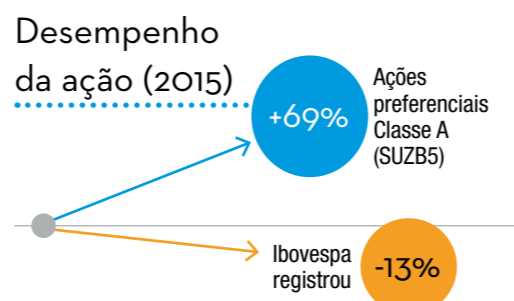 Desempenho
da ação (2015)
+69%
Ações
preferenciais
Classe A
(SUZB5)
Ibovespa
registrou
-13%